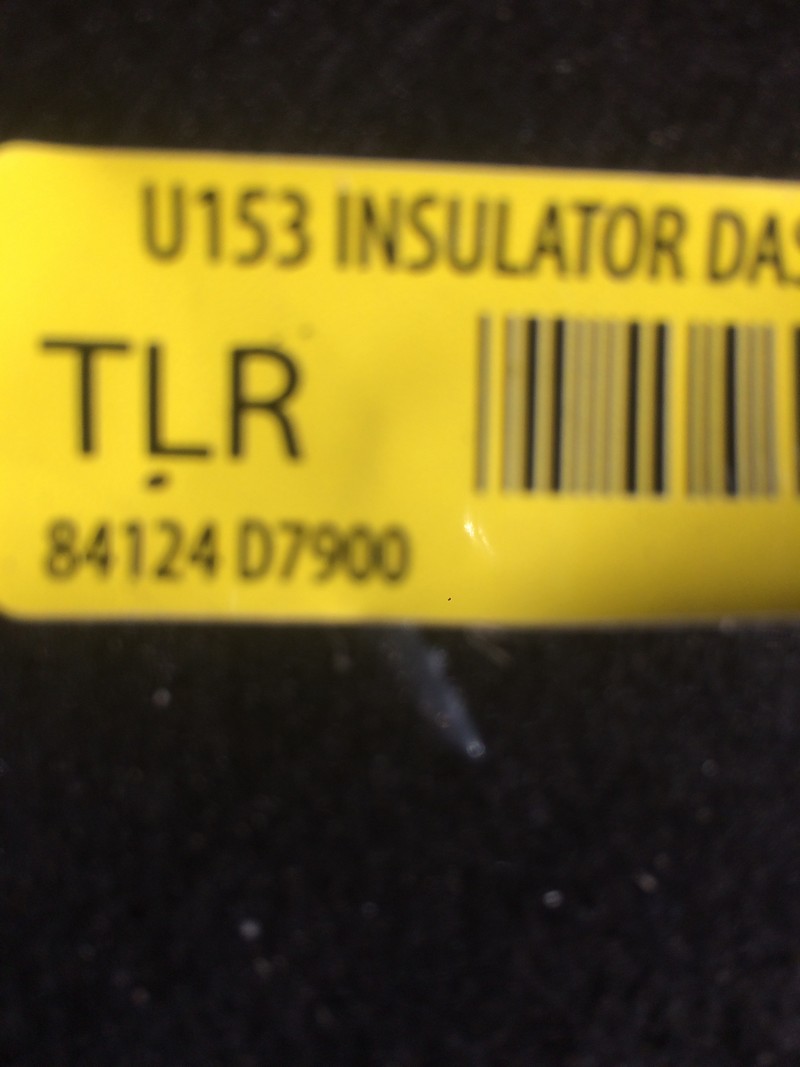 U153 INSULATOR DAS
TLR
84124 D7900